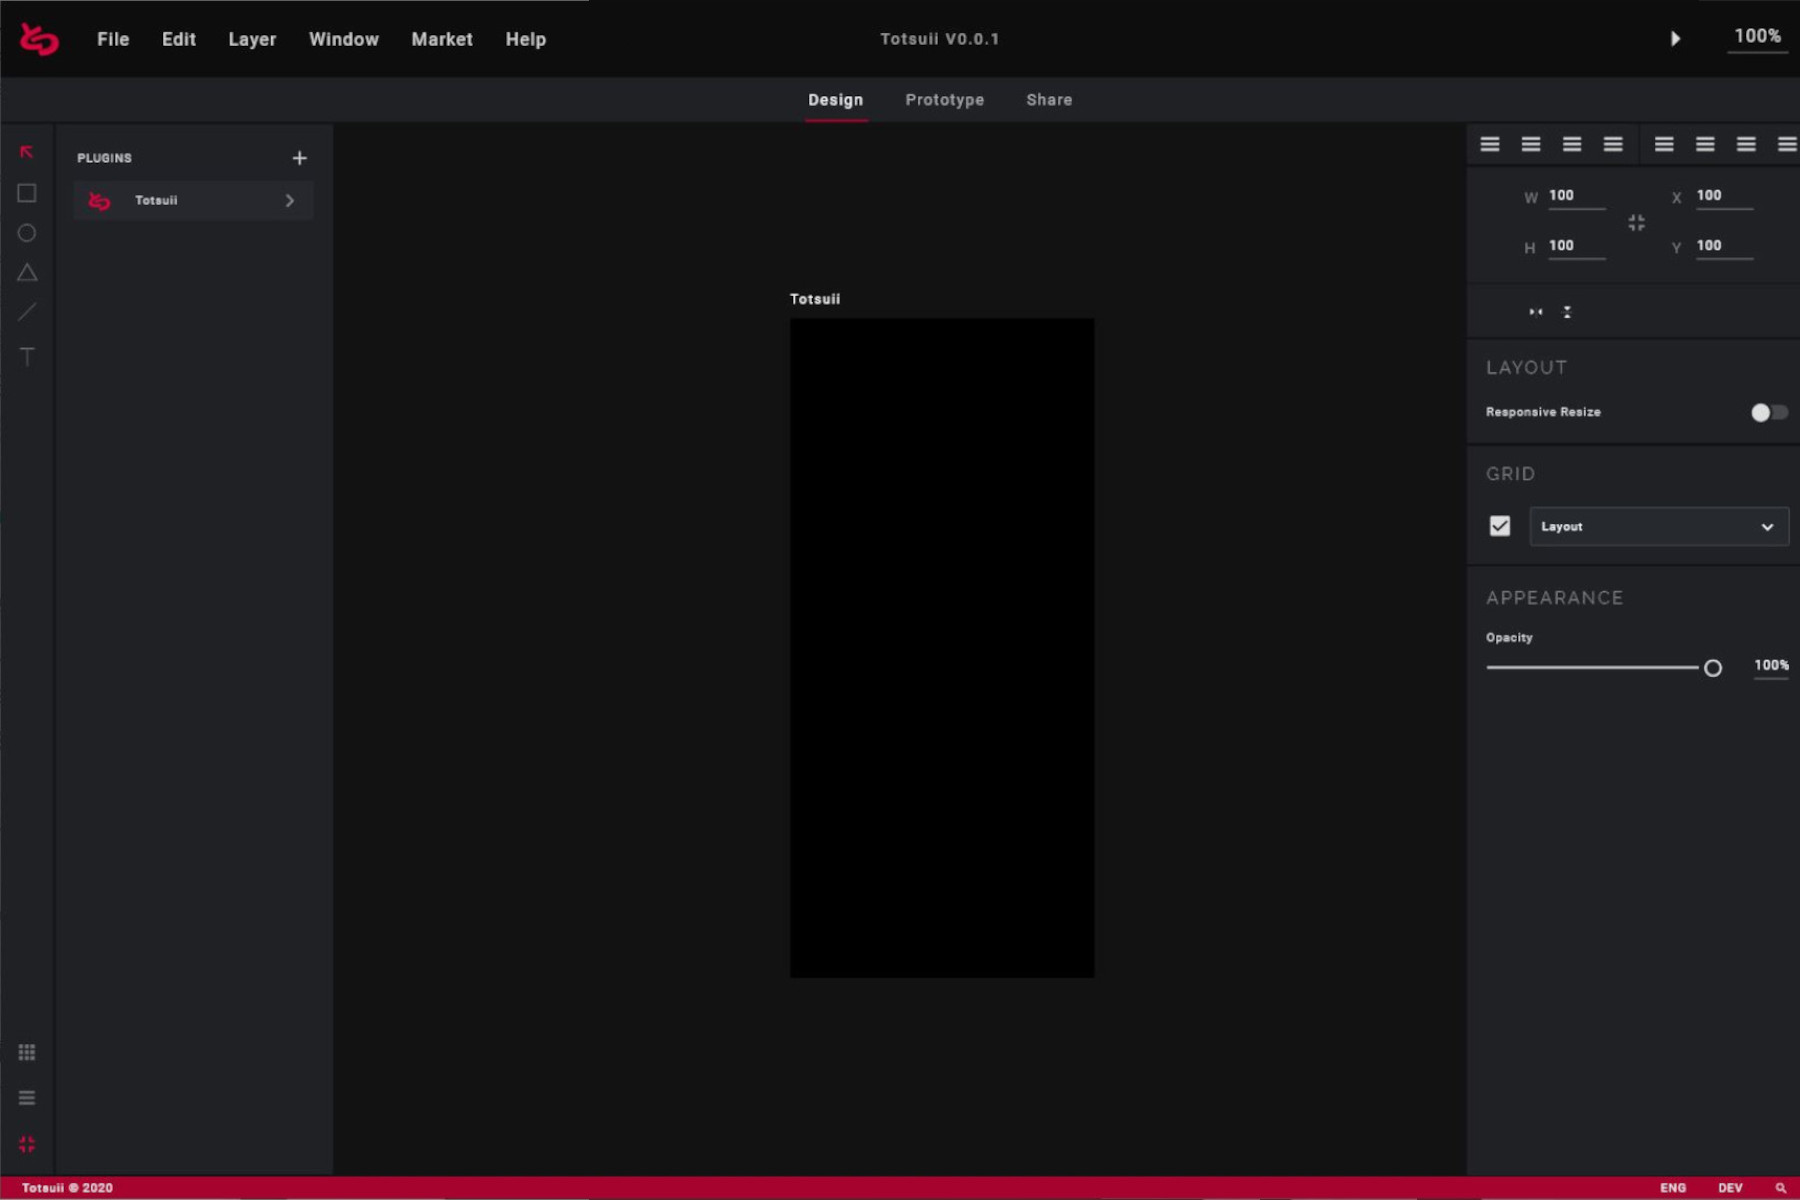 File Edit Layer Window Market Help
Totsuii V0.0.1
100%
Design Prototype Share
PLUGINS
Totsuii
T
Totsuii
W 100 X 100
H 100 Y 100
LAYOUT
Responsive Resize
GRID
Layout
APPEARANCE
Opacity
100%
Totsuii © 2020
ENG DEV